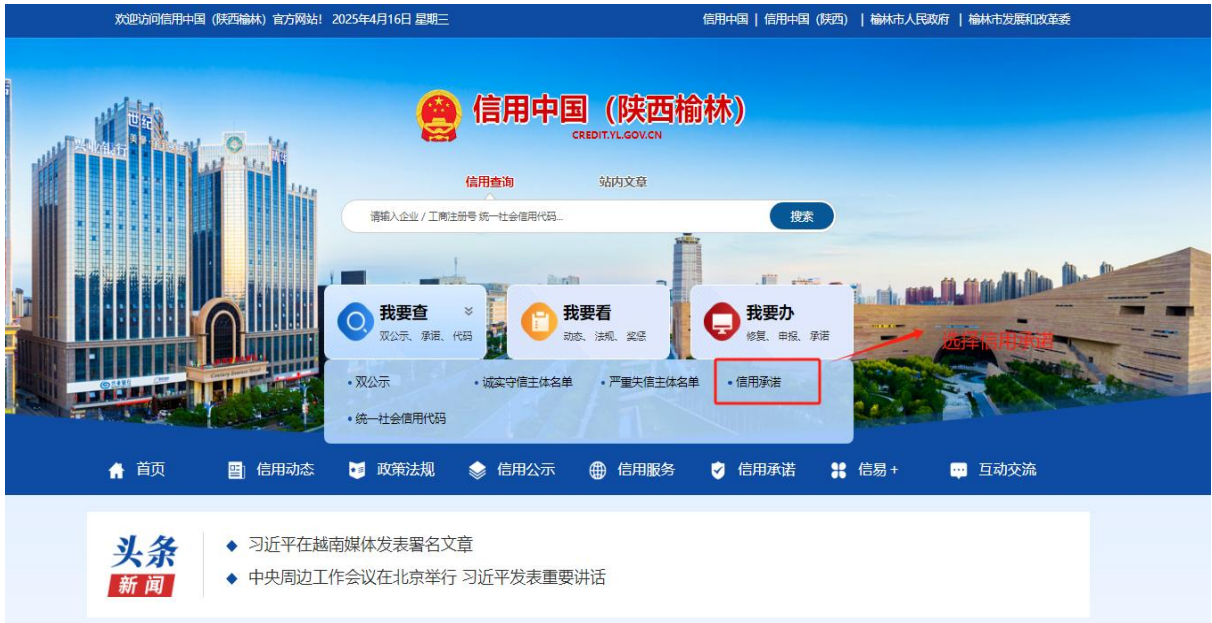 欢迎访问信用中国（陕西榆林）官方网站！ 2025年4月16日 星期三
信用中国 | 信用中国（陕西） | 榆林市人民政府 | 榆林市发展和改革委
世纪
兴业银行
信用中国（陕西榆林）
CREDIT.YL.GOV.CN
信用查询 站内文章
请输入企业 / 工商注册号 统一社会信用代码...
搜索
我要查
双公示、承诺、代码
我要看
动态、法规、奖惩
我要办
修复、申报、承诺
选择信用承诺
• 双公示 • 诚实守信主体名单 • 严重失信主体名单 • 信用承诺
• 统一社会信用代码
首页 信用动态 政策法规 信用公示 信用服务 信用承诺 信易 + 互动交流
头条
新闻
◆ 习近平在越南媒体发表署名文章
◆ 中央周边工作会议在北京举行 习近平发表重要讲话